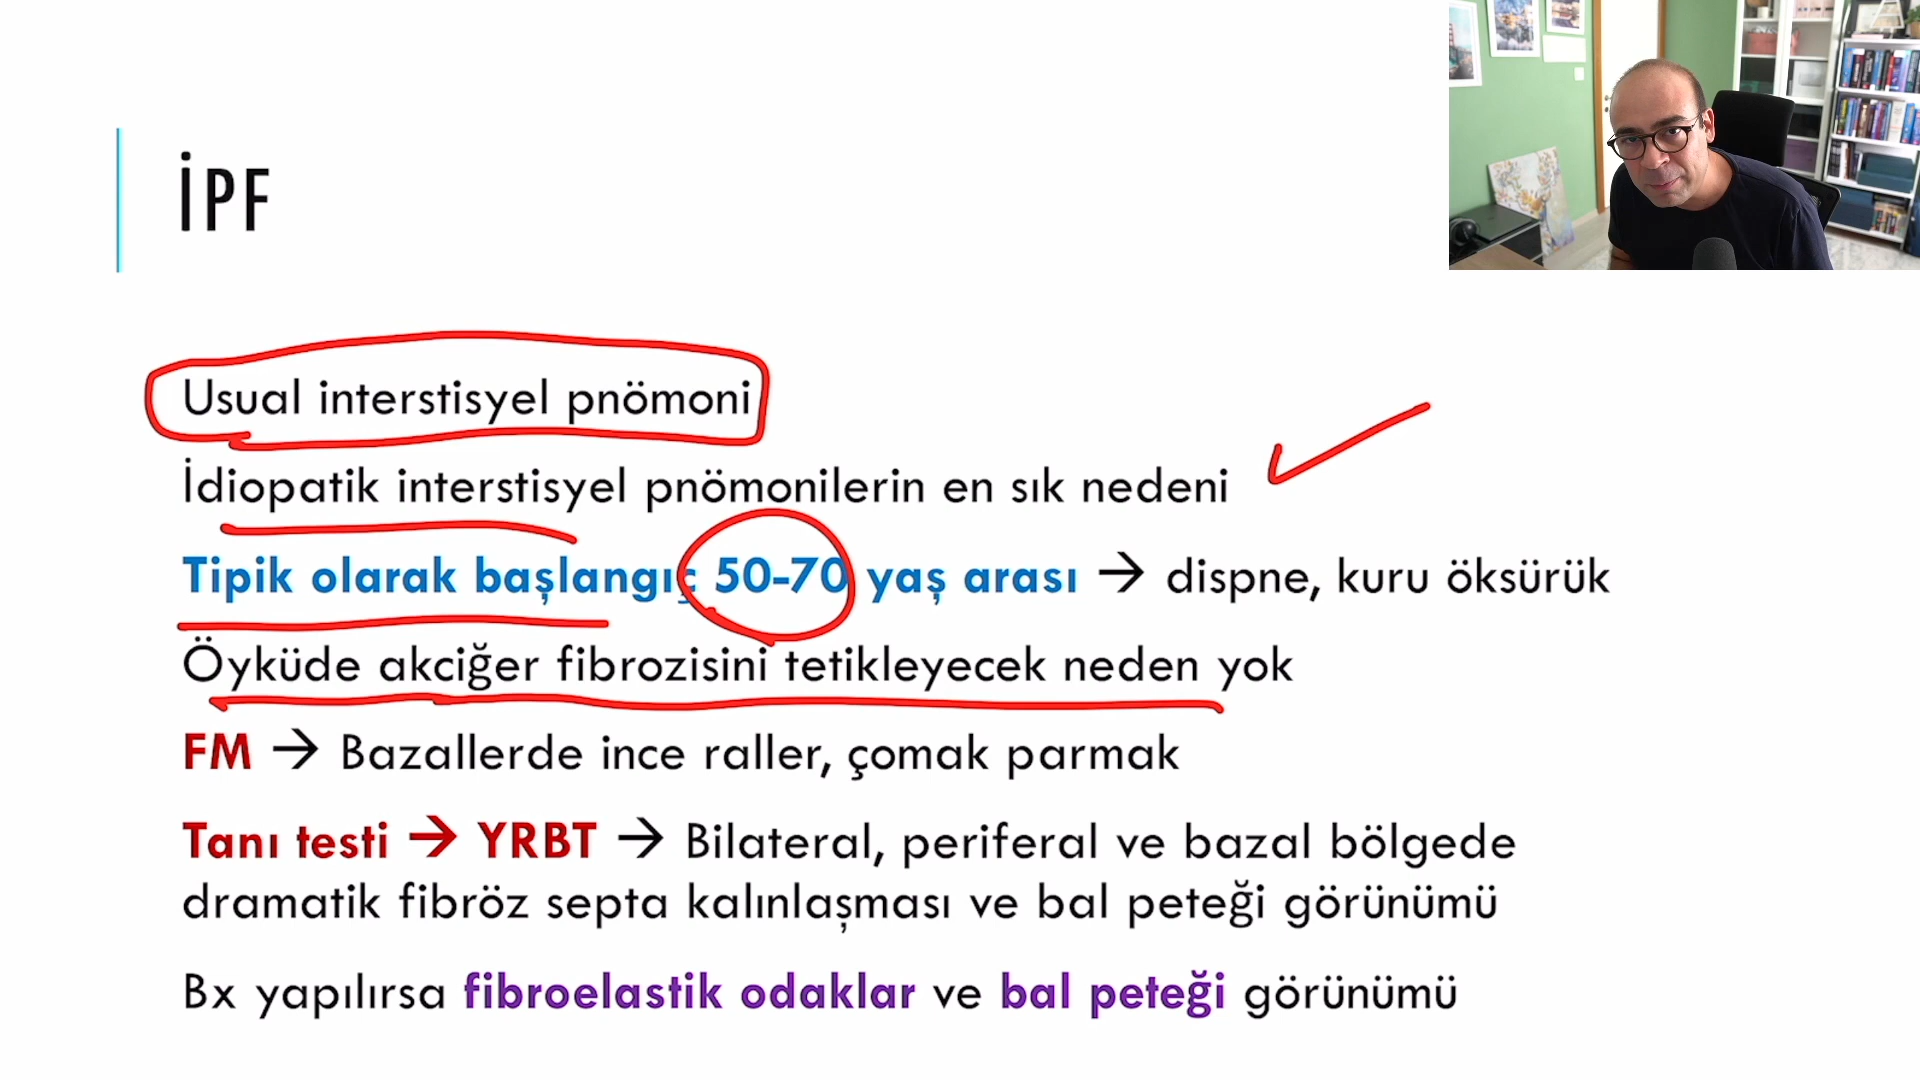 İPF
Usual interstisyel pnömoni
İdiopatik interstisyel pnömonilerin en sık nedeni
Tipik olarak başlangıç 50-70 yaş arası → dispne, kuru öksürük
Öyküde akciğer fibrozisini tetikleyecek neden yok
FM → Bazallerde ince raller, çomak parmak
Tanı testi → YRBT → Bilateral, periferal ve bazal bölgede
dramatik fibröz septa kalınlaşması ve bal peteği görünümü
Bx yapılırsa fibroelastik odaklar ve bal peteği görünümü